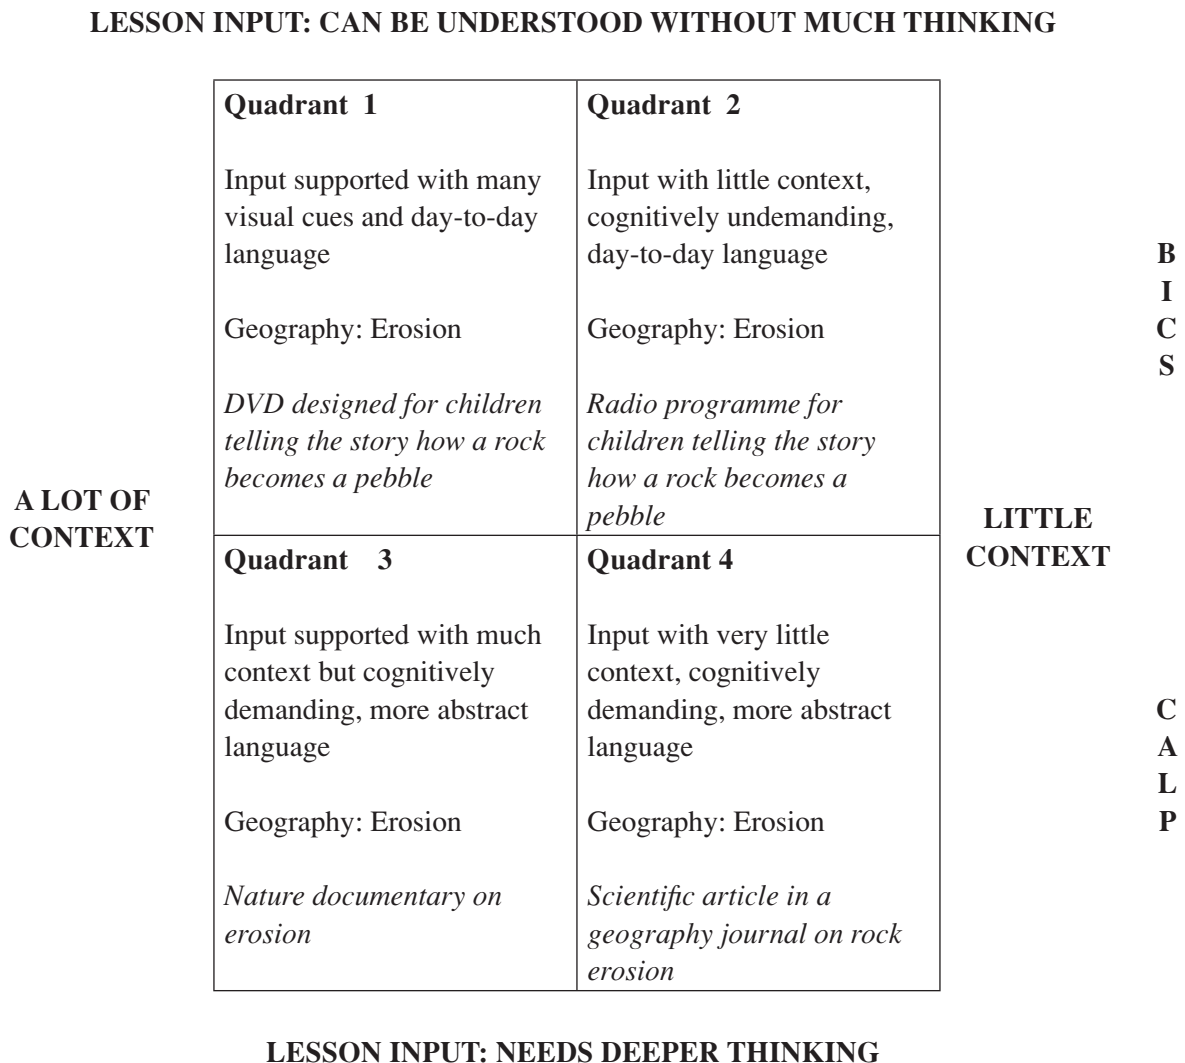 LESSON INPUT: CAN BE UNDERSTOOD WITHOUT MUCH THINKING
Quadrant 1
Input supported with many
visual cues and day-to-day
language
Geography: Erosion
DVD designed for children
telling the story how a rock
becomes a pebble
Quadrant 2
Input with little context,
cognitively undemanding,
day-to-day language
Geography: Erosion
Radio programme for
children telling the story
how a rock becomes a
pebble
B
I
C
S
A LOT OF
CONTEXT
LITTLE
CONTEXT
Quadrant 3
Input supported with much
context but cognitively
demanding, more abstract
language
Geography: Erosion
Nature documentary on
erosion
Quadrant 4
Input with very little
context, cognitively
demanding, more abstract
language
Geography: Erosion
Scientific article in a
geography journal on rock
erosion
C
A
L
P
LESSON INPUT: NEEDS DEEPER THINKING